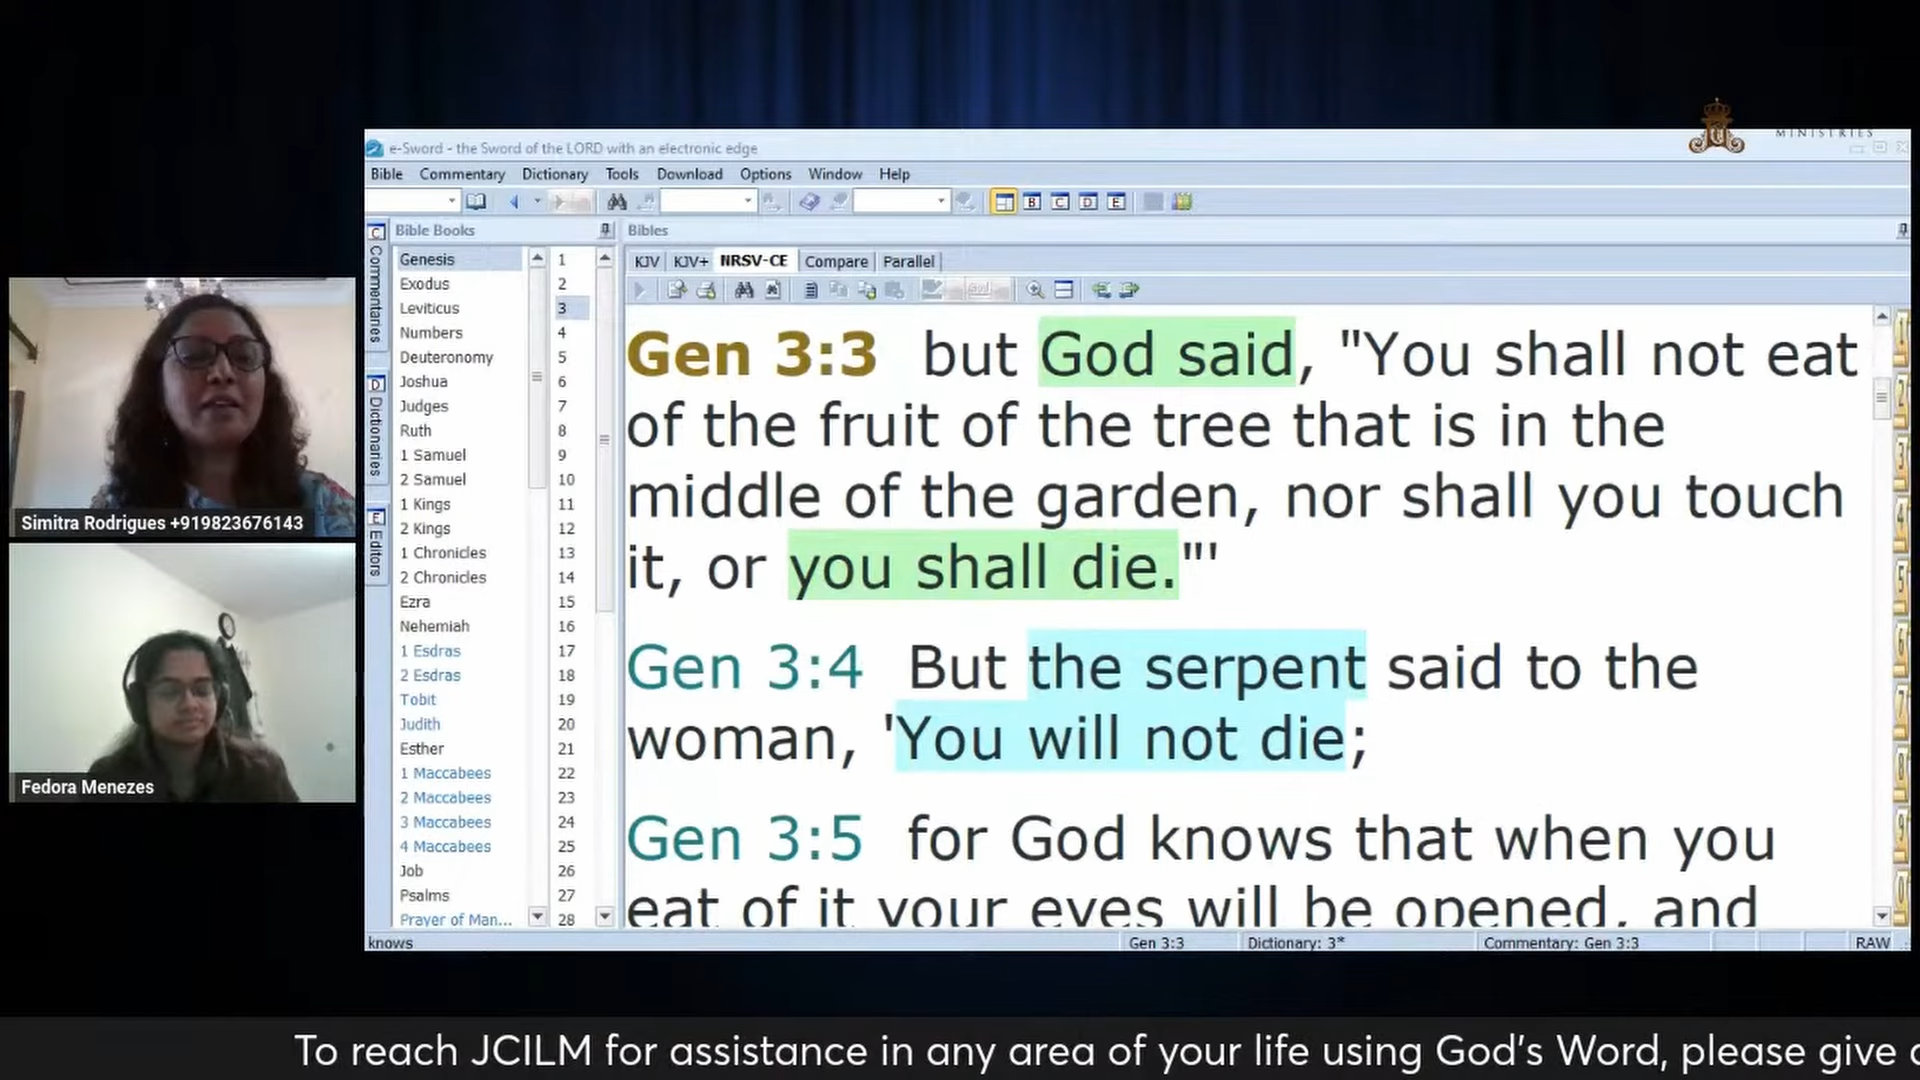 MINISTRIES
e-Sword - the Sword of the LORD with an electronic edge
Bible Commentary Dictionary Tools Download Options Window Help
B C D E
Bible Books
Bibles
KJV KJV+ NRSV-CE Compare Parallel
C Commentaries
D Dictionaries
E Editors
Genesis 1
Exodus 2
Leviticus 3
Numbers 4
Deuteronomy 5
Joshua 6
Judges 7
Ruth 8
1 Samuel 9
2 Samuel 10
1 Kings 11
2 Kings 12
1 Chronicles 13
2 Chronicles 14
Ezra 15
Nehemiah 16
1 Esdras 17
2 Esdras 18
Tobit 19
Judith 20
Esther 21
1 Maccabees 22
2 Maccabees 23
3 Maccabees 24
4 Maccabees 25
Job 26
Psalms 27
Prayer of Man... 28
Gen 3:3 but God said, "You shall not eat
of the fruit of the tree that is in the
middle of the garden, nor shall you touch
it, or you shall die."'
Gen 3:4 But the serpent said to the
woman, 'You will not die;
Gen 3:5 for God knows that when you
eat of it your eyes will be opened, and
knows
Gen 3:3
Dictionary: 3*
Commentary: Gen 3:3
RAW
Simitra Rodrigues +919823676143
Fedora Menezes
To reach JCILM for assistance in any area of your life using God's Word, please give